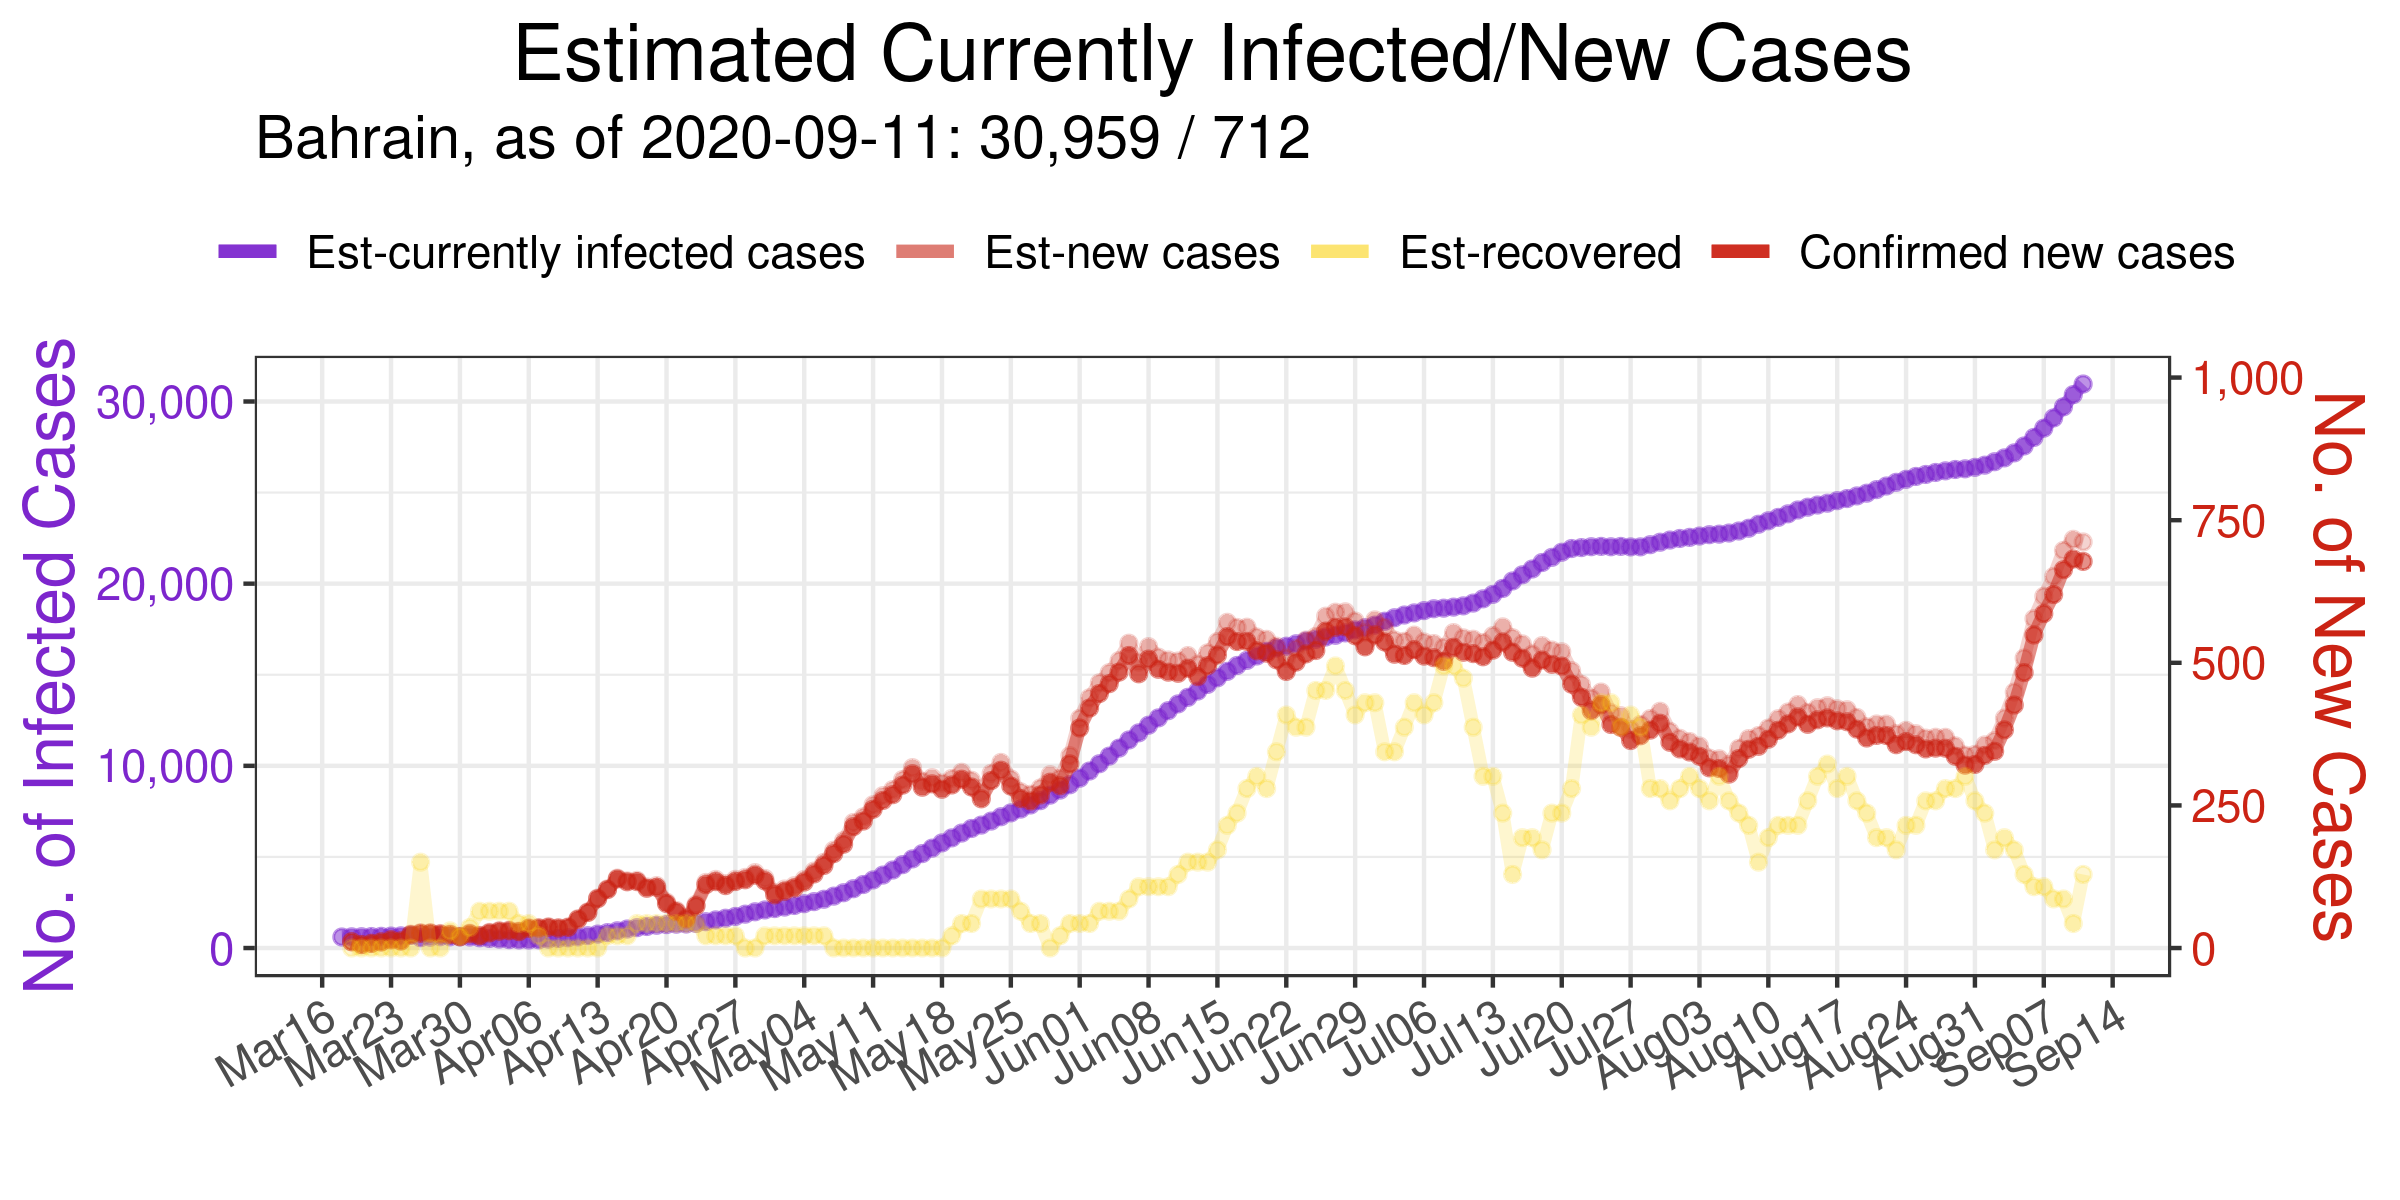 Estimated Currently Infected/New Cases
Bahrain, as of 2020-09-11: 30,959 / 712
Est-currently infected cases Est-new cases Est-recovered Confirmed new cases
No. of Infected Cases
30,000
20,000
10,000
0
1,000
750
500
250
0
No. of New Cases
Mar16 Mar23 Mar30 Apr06 Apr13 Apr20 Apr27 May04 May11 May18 May25 Jun01 Jun08 Jun15 Jun22 Jun29 Jul06 Jul13 Jul20 Jul27 Aug03 Aug10 Aug17 Aug24 Aug31 Sep07 Sep14